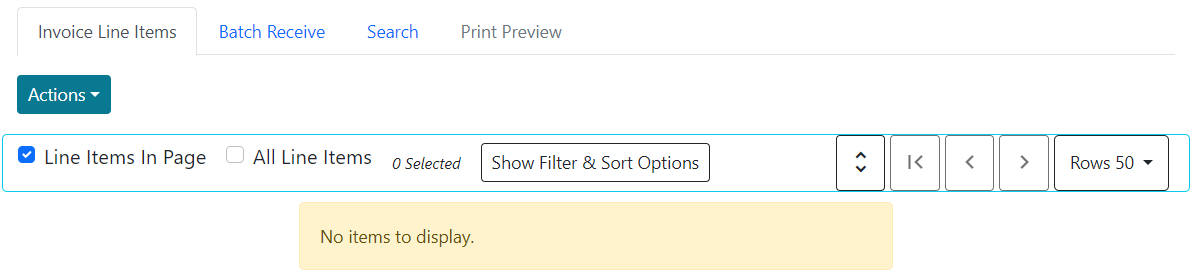 Invoice Line Items Batch Receive Search Print Preview
Actions
Line Items In Page All Line Items 0 Selected Show Filter & Sort Options Rows 50
No items to display.